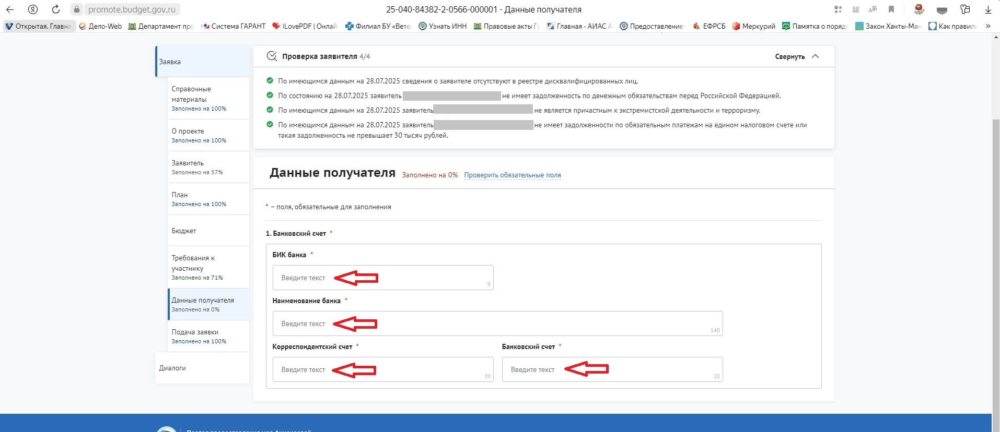 promote.budget.gov.ru
25-040-84382-2-0566-000001 - Данные получателя
Открытая. Главна
Дело-Web
Департамент про
Система ГАРАНТ
iLovePDF | Онлай
Филиал БУ «Вете
Узнать ИНН
Правовые акты Г
Главная - АИАС А
Предоставление
ЕФРСБ
Меркурий
Памятка о поряд
Закон Ханты-Ман
Как правиль
»
Заявка
Справочные
материалы
Заполнено на 100%
О проекте
Заполнено на 100%
Заявитель
Заполнено на 57%
План
Заполнено на 100%
Бюджет
Требования к
участнику
Заполнено на 71%
Данные получателя
Заполнено на 0%
Подача заявки
Заполнено на 100%
Диалоги
Проверка заявителя 4/4
Свернуть
По имеющимся данным на 28.07.2025 сведения о заявителе отсутствуют в реестре дисквалифицированных лиц.
По состоянию на 28.07.2025 заявитель не имеет задолженность по денежным обязательствам перед Российской Федерацией.
По имеющимся данным на 28.07.2025 заявитель не является причастным к экстремистской деятельности и терроризму.
По имеющимся данным на 28.07.2025 заявитель не имеет задолженности по обязательным платежам на едином налоговом счете или
такая задолженность не превышает 30 тысяч рублей.
Данные получателя Заполнено на 0% Проверить обязательные поля
* – поля, обязательные для заполнения
1. Банковский счет *
БИК банка *
Введите текст
9
Наименование банка *
Введите текст
140
Корреспондентский счет *
Введите текст
20
Банковский счет *
Введите текст
20